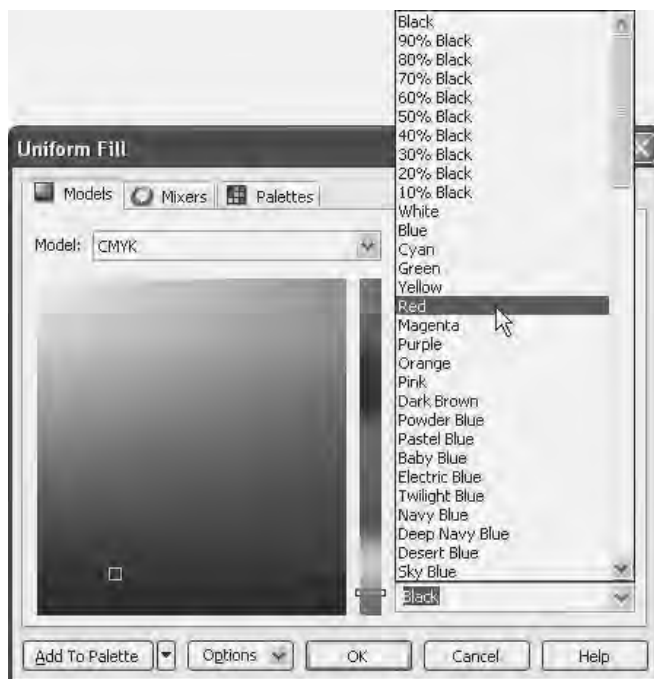 Black
90% Black
80% Black
70% Black
60% Black
50% Black
40% Black
30% Black
20% Black
10% Black
White
Blue
Cyan
Green
Yellow
Red
Magenta
Purple
Orange
Pink
Dark Brown
Powder Blue
Pastel Blue
Baby Blue
Electric Blue
Twilight Blue
Navy Blue
Deep Navy Blue
Desert Blue
Sky Blue
Uniform Fill
Models Mixers Palettes
Model: CMYK
Black
Add To Palette Options OK Cancel Help